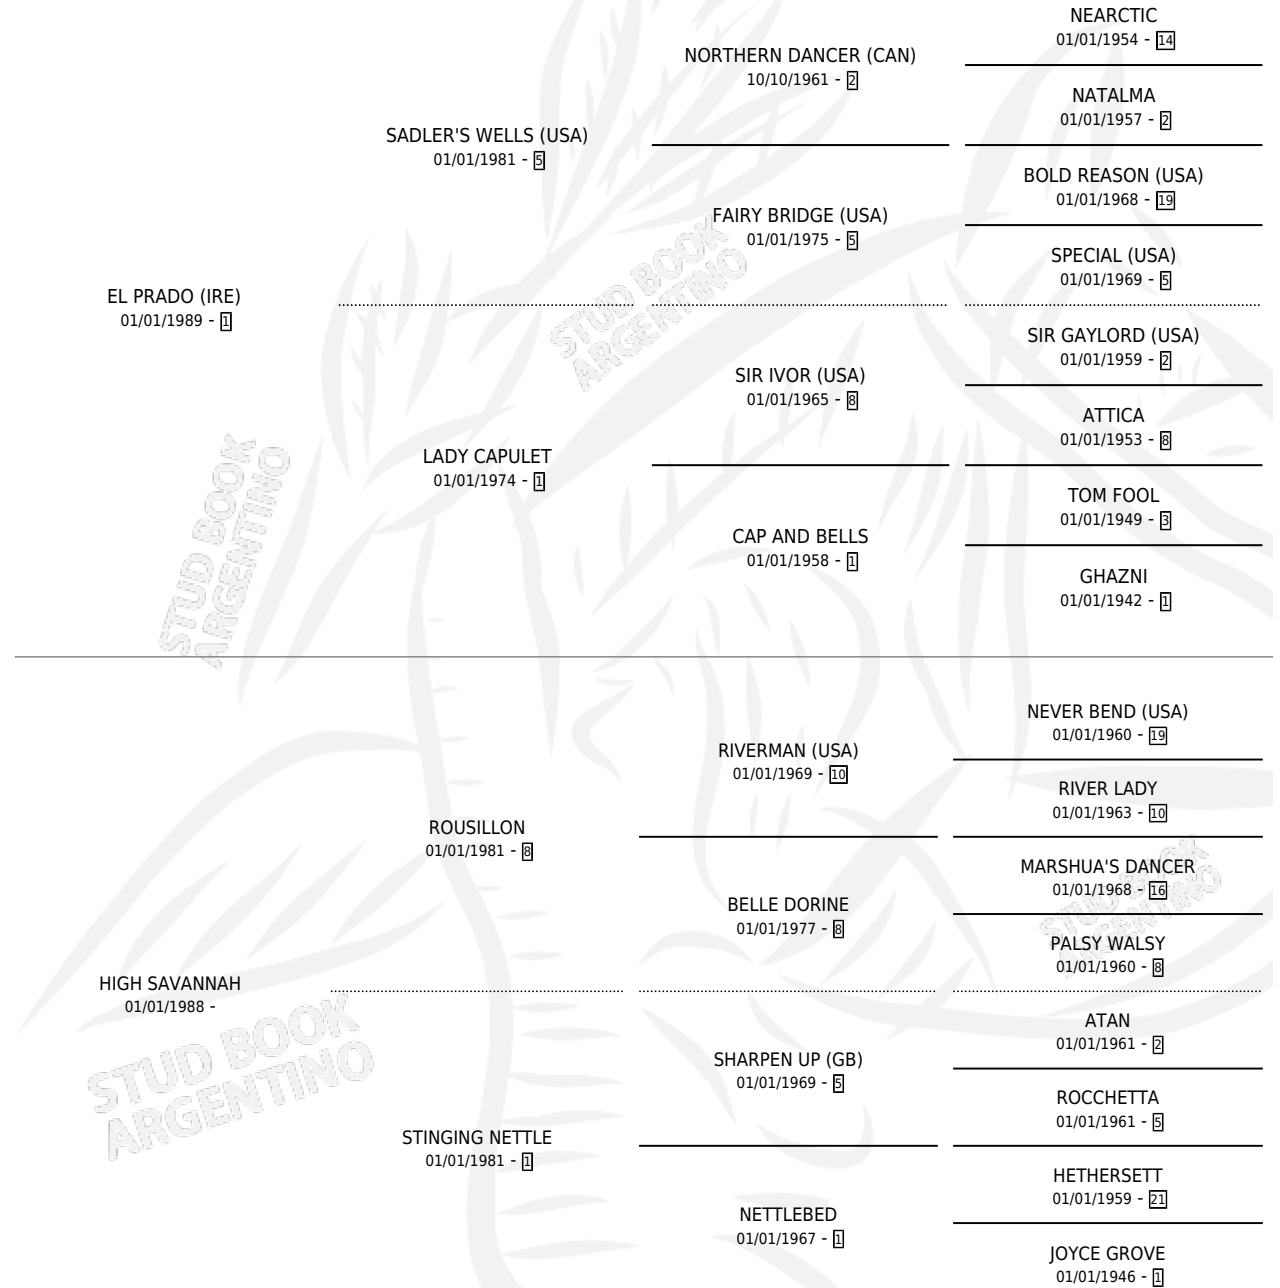 NEARCTIC
01/01/1954 - 14
NORTHERN DANCER (CAN)
10/10/1961 - 2
NATALMA
01/01/1957 - 2
SADLER'S WELLS (USA)
01/01/1981 - 5
BOLD REASON (USA)
01/01/1968 - 19
FAIRY BRIDGE (USA)
01/01/1975 - 5
SPECIAL (USA)
01/01/1969 - 5
EL PRADO (IRE)
01/01/1989 - 1
STUD BOOK
ARGENTINO
SIR GAYLORD (USA)
01/01/1959 - 2
SIR IVOR (USA)
01/01/1965 - 8
ATTICA
01/01/1953 - 8
LADY CAPULET
01/01/1974 - 1
TOM FOOL
01/01/1949 - 3
CAP AND BELLS
01/01/1958 - 1
GHAZNI
01/01/1942 - 1
STUD BOOK
ARGENTINO
NEVER BEND (USA)
01/01/1960 - 19
RIVERMAN (USA)
01/01/1969 - 10
RIVER LADY
01/01/1963 - 10
ROUSILLON
01/01/1981 - 8
MARSHUA'S DANCER
01/01/1968 - 16
BELLE DORINE
01/01/1977 - 8
STUD BOOK
ARGENTINO
PALSY WALSY
01/01/1960 - 8
HIGH SAVANNAH
01/01/1988 -
ATAN
01/01/1961 - 2
SHARPEN UP (GB)
01/01/1969 - 5
STUD BOOK
ARGENTINO
ROCCHETTA
01/01/1961 - 5
STINGING NETTLE
01/01/1981 - 1
HETHERSETT
01/01/1959 - 21
NETTLEBED
01/01/1967 - 1
JOYCE GROVE
01/01/1946 - 1